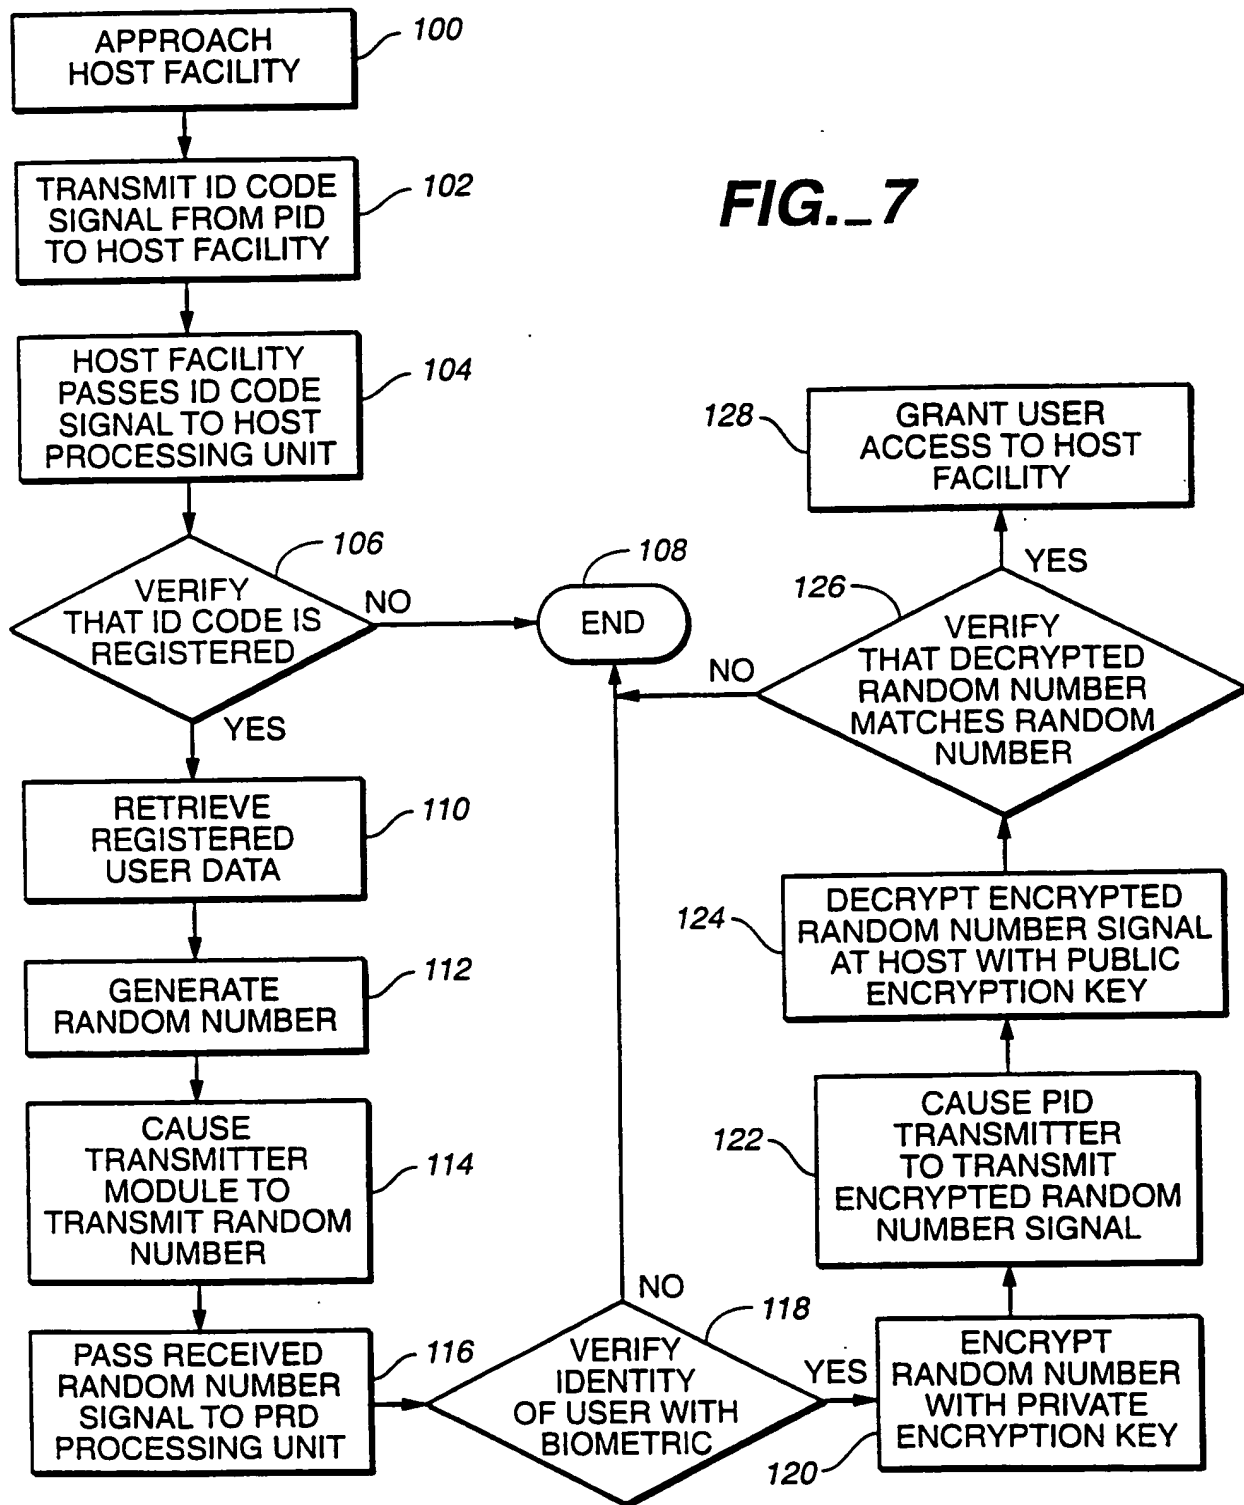 APPROACH
HOST FACILITY
100
TRANSMIT ID CODE
SIGNAL FROM PID
TO HOST FACILITY
102
FIG._7
HOST FACILITY
PASSES ID CODE
SIGNAL TO HOST
PROCESSING UNIT
104
VERIFY
THAT ID CODE IS
REGISTERED
106
NO
108
END
YES
RETRIEVE
REGISTERED
USER DATA
110
GENERATE
RANDOM NUMBER
112
CAUSE
TRANSMITTER
MODULE TO
TRANSMIT RANDOM
NUMBER
114
PASS RECEIVED
RANDOM NUMBER
SIGNAL TO PRD
PROCESSING UNIT
116
NO
118
VERIFY
IDENTITY
OF USER WITH
BIOMETRIC
YES
ENCRYPT
RANDOM NUMBER
WITH PRIVATE
ENCRYPTION KEY
120
CAUSE PID
TRANSMITTER
TO TRANSMIT
ENCRYPTED RANDOM
NUMBER SIGNAL
122
DECRYPT ENCRYPTED
RANDOM NUMBER SIGNAL
AT HOST WITH PUBLIC
ENCRYPTION KEY
124
VERIFY
THAT DECRYPTED
RANDOM NUMBER
MATCHES RANDOM
NUMBER
126
NO
YES
GRANT USER
ACCESS TO HOST
FACILITY
128